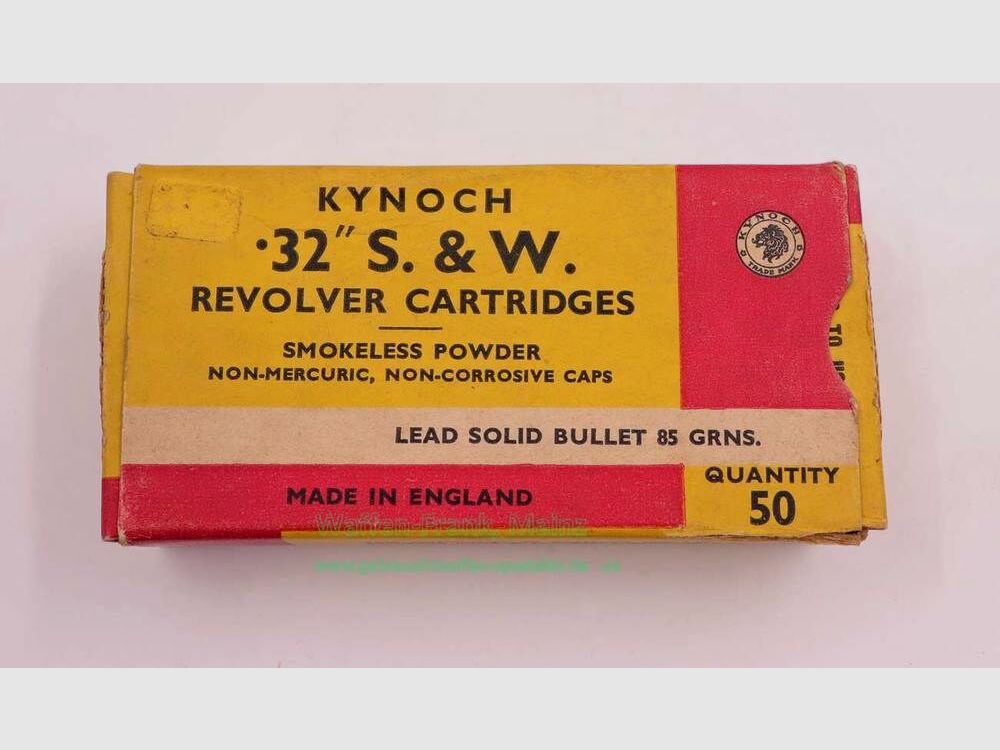 KYNOCH
·32" S. & W.
REVOLVER CARTRIDGES
SMOKELESS POWDER
NON-MERCURIC, NON-CORROSIVE CAPS
KYNOCH
TRADE MARK
TO
LEAD SOLID BULLET 85 GRNS.
QUANTITY
50
MADE IN ENGLAND
Waffen-Frank, Mainz